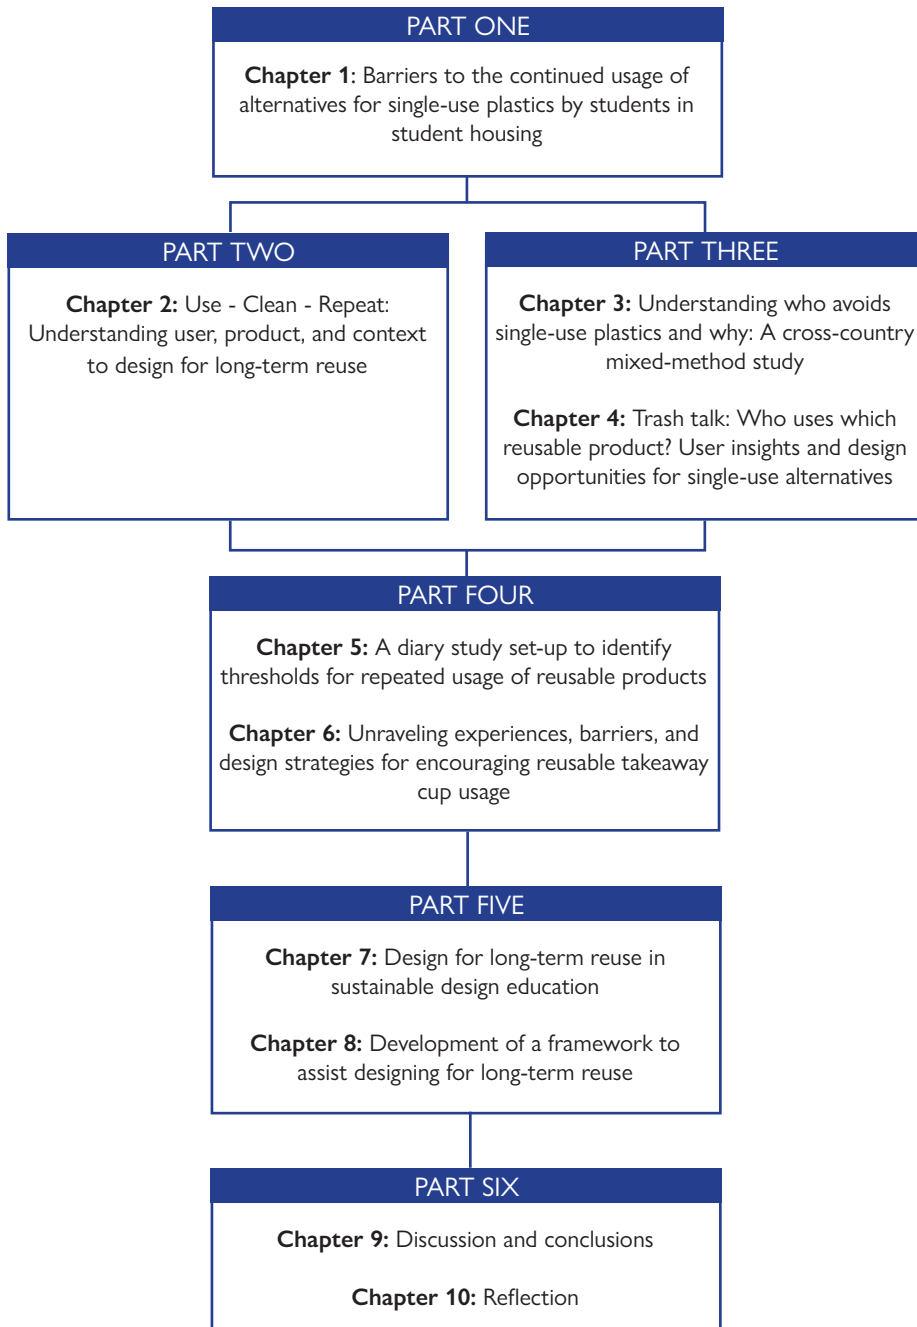 PART ONE
Chapter 1: Barriers to the continued usage of
alternatives for single-use plastics by students in
student housing
PART TWO
Chapter 2: Use - Clean - Repeat:
Understanding user, product, and context
to design for long-term reuse
PART THREE
Chapter 3: Understanding who avoids
single-use plastics and why: A cross-country
mixed-method study
Chapter 4: Trash talk: Who uses which
reusable product? User insights and design
opportunities for single-use alternatives
PART FOUR
Chapter 5: A diary study set-up to identify
thresholds for repeated usage of reusable products
Chapter 6: Unraveling experiences, barriers, and
design strategies for encouraging reusable takeaway
cup usage
PART FIVE
Chapter 7: Design for long-term reuse in
sustainable design education
Chapter 8: Development of a framework to
assist designing for long-term reuse
PART SIX
Chapter 9: Discussion and conclusions
Chapter 10: Reflection